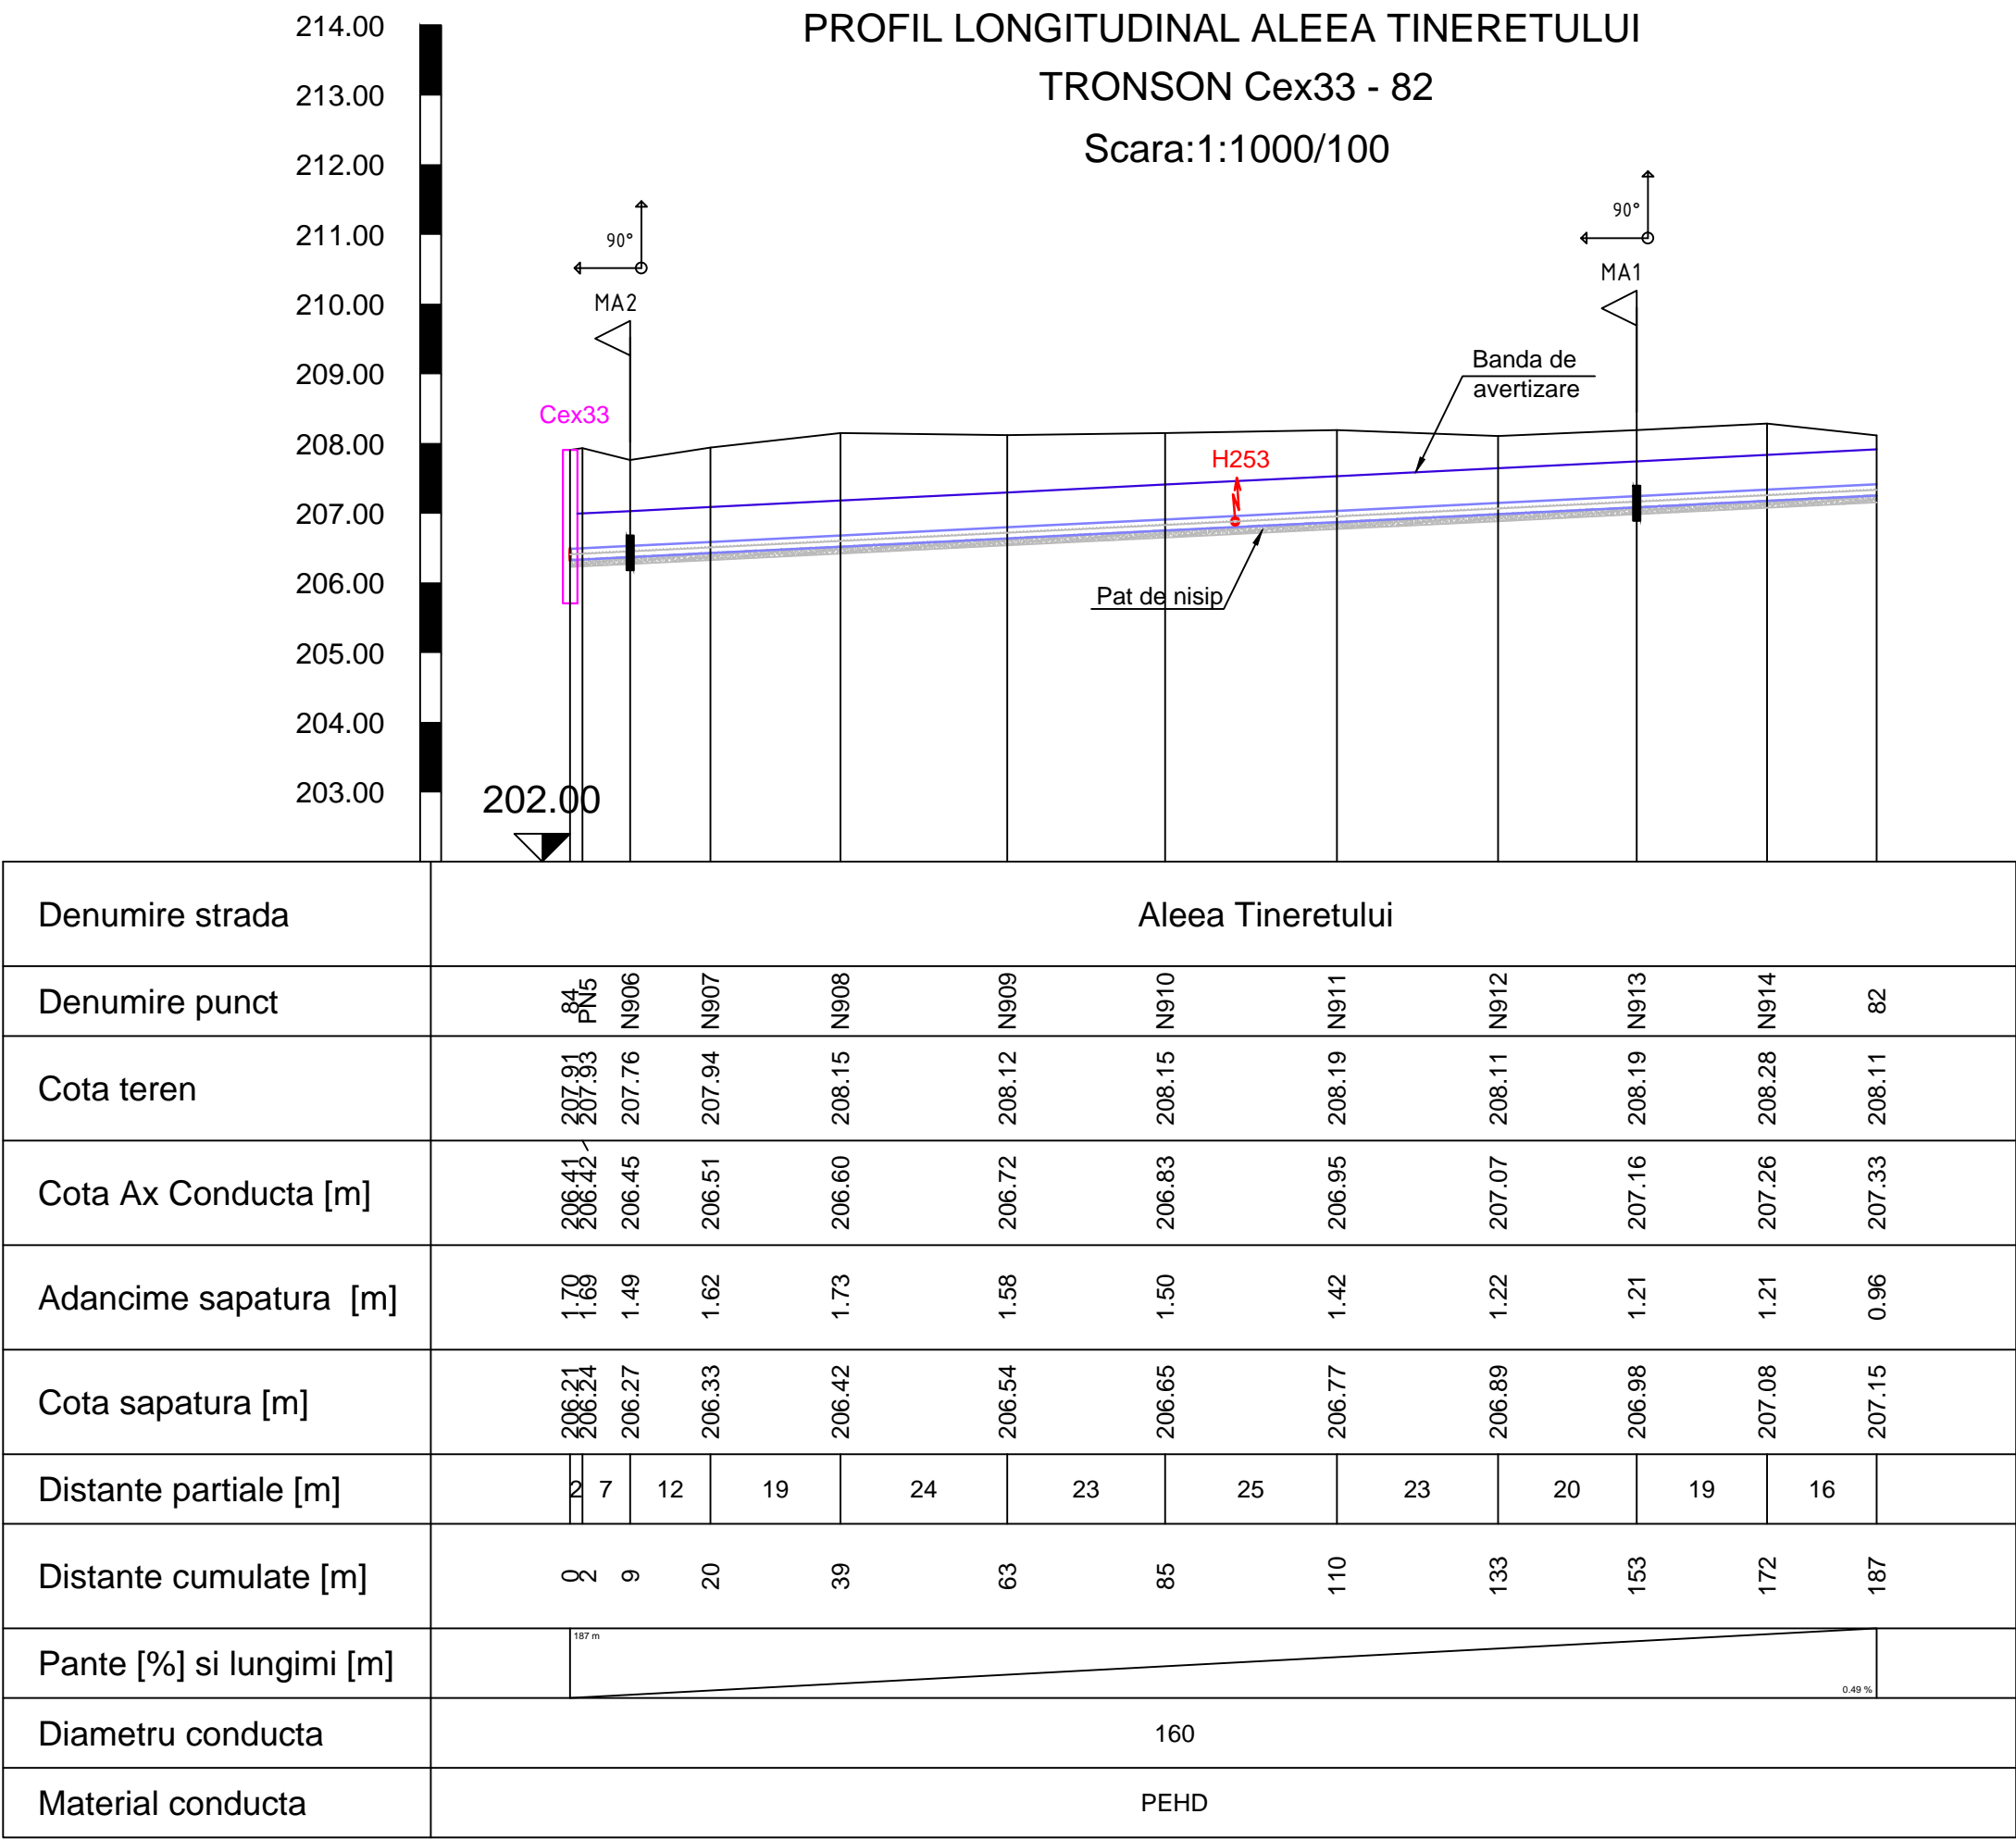 PROFIL LONGITUDINAL ALEEA TINERETULUI
TRONSON Cex33 - 82
Scara:1:1000/100
214.00
213.00
212.00
211.00
210.00
209.00
208.00
207.00
206.00
205.00
204.00
203.00
202.00
90°
MA2
90°
MA1
Cex33
H253
Banda de
avertizare
Pat de nisip
Denumire strada
Aleea Tineretului
Denumire punct
84 PN5 N906 N907 N908 N909 N910 N911 N912 N913 N914 82
Cota teren
207.91 207.93 207.76 207.94 208.15 208.12 208.15 208.19 208.11 208.19 208.28 208.11
Cota Ax Conducta [m]
206.41 206.42 206.45 206.51 206.60 206.72 206.83 206.95 207.07 207.16 207.26 207.33
Adancime sapatura [m]
1.70 1.69 1.49 1.62 1.73 1.58 1.50 1.42 1.22 1.21 1.21 0.96
Cota sapatura [m]
206.21 206.24 206.27 206.33 206.42 206.54 206.65 206.77 206.89 206.98 207.08 207.15
Distante partiale [m]
2 7 12 19 24 23 25 23 20 19 16
Distante cumulate [m]
0 2 9 20 39 63 85 110 133 153 172 187
Pante [%] si lungimi [m]
187 m
0.49 %
Diametru conducta
160
Material conducta
PEHD